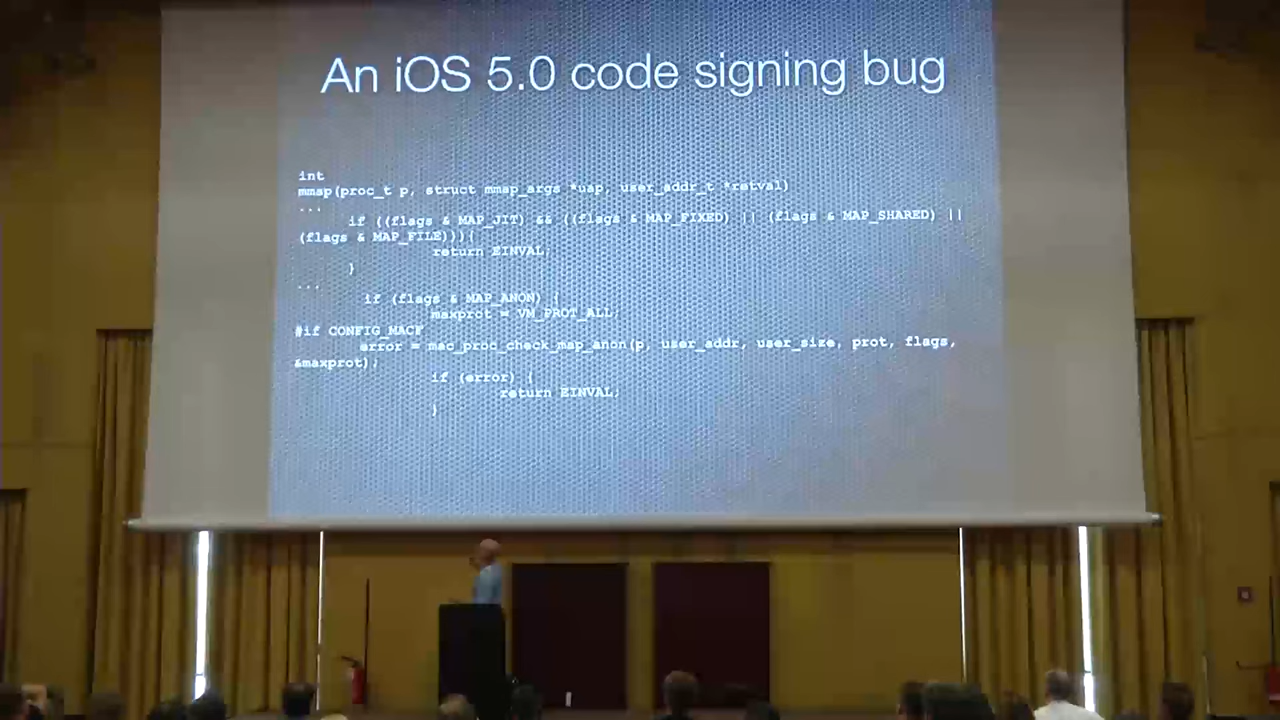 An iOS 5.0 code signing bug
int
mmap(proc_t p, struct mmap_args *uap, user_addr_t *retval)
...
if ((flags & MAP_JIT) && ((flags & MAP_FIXED) || (flags & MAP_SHARED) ||
(flags & MAP_FILE))){
return EINVAL;
}
...
if (flags & MAP_ANON) {
maxprot = VM_PROT_ALL;
#if CONFIG_MACF
error = mac_proc_check_map_anon(p, user_addr, user_size, prot, flags,
&maxprot);
if (error) {
return EINVAL;
}